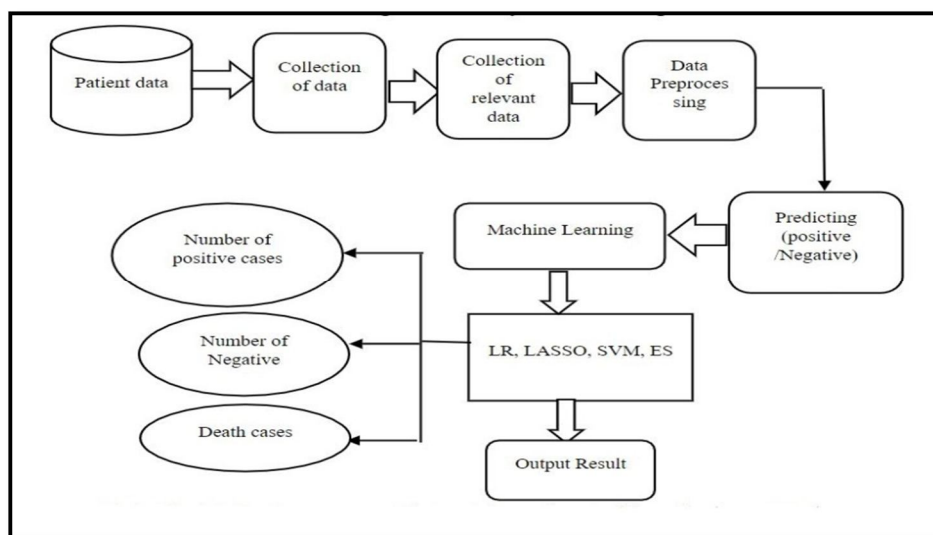 Patient data
Collection
of data
Collection
of
relevant
data
Data
Preproces
sing
Predicting
(positive
/Negative)
Machine Learning
Number of
positive cases
LR, LASSO, SVM, ES
Number of
Negative
Death cases
Output Result